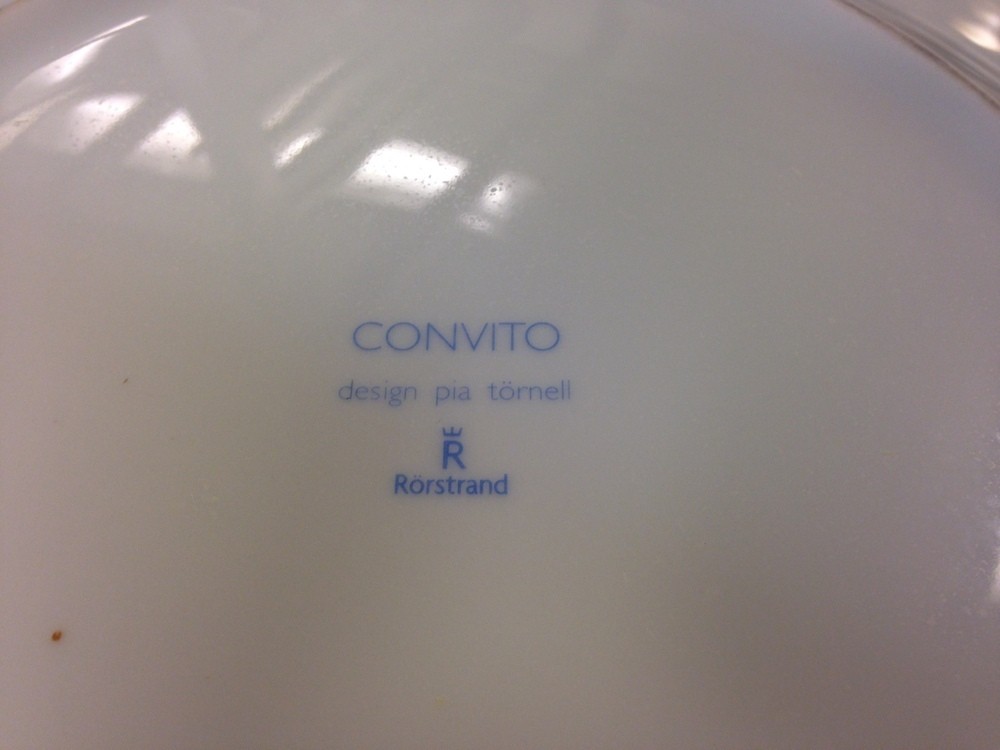 CONVITO
design pia törnell
R
Rörstrand